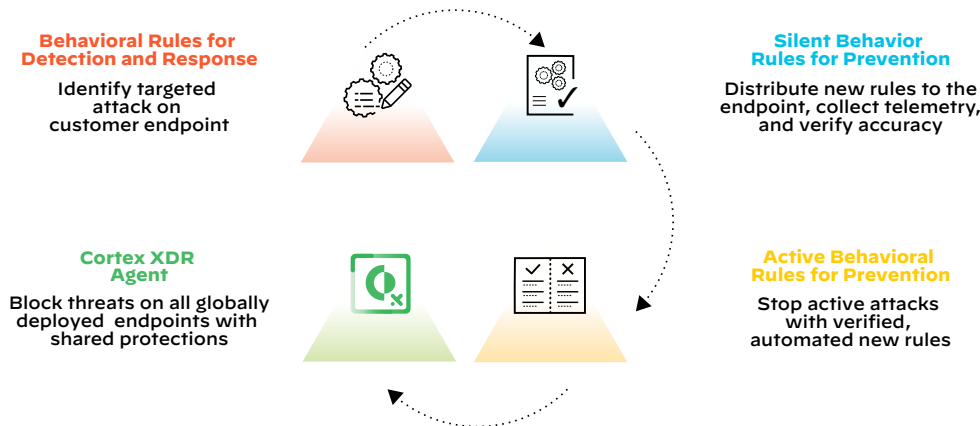 Behavioral Rules for
Detection and Response
Identify targeted
attack on
customer endpoint
Silent Behavior
Rules for Prevention
Distribute new rules to the
endpoint, collect telemetry,
and verify accuracy
Cortex XDR
Agent
Block threats on all globally
deployed endpoints with
shared protections
Active Behavioral
Rules for Prevention
Stop active attacks
with verified,
automated new rules